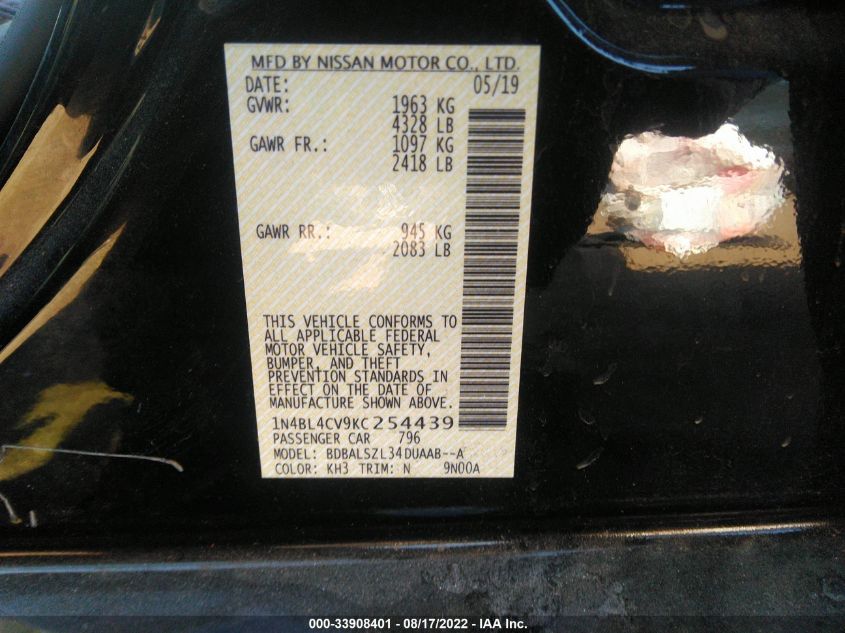 MFD BY NISSAN MOTOR CO., LTD.
DATE: 05/19
GVWR: 1963 KG
4328 LB
GAWR FR.: 1097 KG
2418 LB
GAWR RR.: 945 KG
2083 LB
THIS VEHICLE CONFORMS TO
ALL APPLICABLE FEDERAL
MOTOR VEHICLE SAFETY,
BUMPER, AND THEFT
PREVENTION STANDARDS IN
EFFECT ON THE DATE OF
MANUFACTURE SHOWN ABOVE.
1N4BL4CV9KC254439
PASSENGER CAR 796
MODEL: BDBALSZL34DUAAB--A
COLOR: KH3 TRIM: N 9N00A
000-33908401 - 08/17/2022 - IAA Inc.